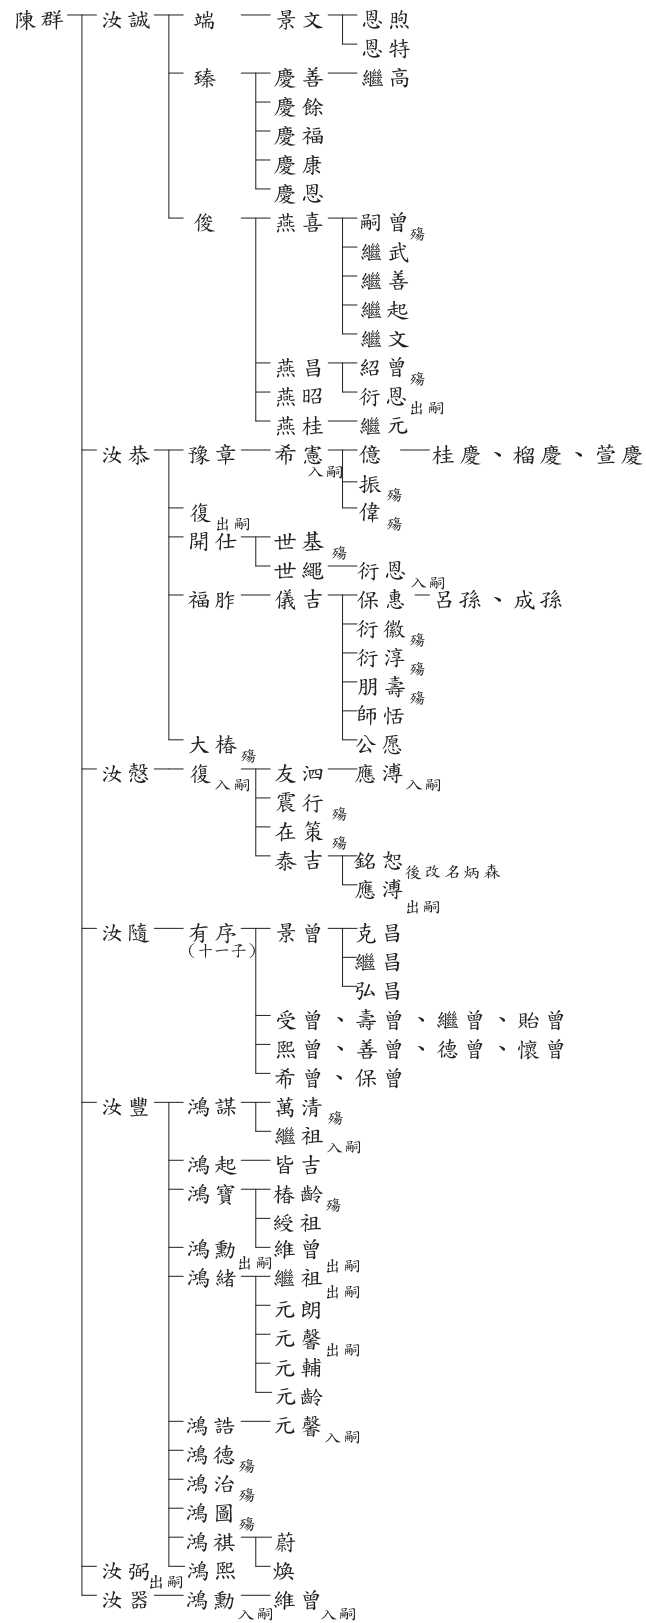 陳群 汝誠 端 景文 恩煦
恩特
臻 慶善 繼高
慶餘
慶福
慶康
慶恩
俊 燕喜 嗣曾殤
繼武
繼善
繼起
繼文
燕昌 紹曾殤
燕昭 衍恩出嗣
燕桂 繼元
汝恭 豫章 希憲入嗣 億 桂慶、榴慶、萱慶
振殤
復出嗣 偉殤
開仕 世基殤
世繩 衍恩入嗣
福胙 儀吉 保惠 呂孫、成孫
衍徽殤
衍淳殤
朋壽殤
師恬
大椿殤 公愿
汝慤 復入嗣 友泗 應溥入嗣
震行殤
在策殤
泰吉 銘恕後改名炳森
應溥出嗣
汝隨 有序 景曾 克昌
(十一子)
繼昌
弘昌
受曾、壽曾、繼曾、貽曾
熙曾、善曾、德曾、懷曾
希曾、保曾
汝豐 鴻謀 萬清殤
繼祖入嗣
鴻起 皆吉
鴻寶 椿齡殤
綬祖
鴻勳出嗣 維曾出嗣
鴻緒 繼祖出嗣
元朗
元馨出嗣
元輔
元齡
鴻誥 元馨入嗣
鴻德殤
鴻治殤
鴻圖殤
鴻祺 蔚
汝弼出嗣 鴻熙 煥
汝器 鴻勳入嗣 維曾入嗣